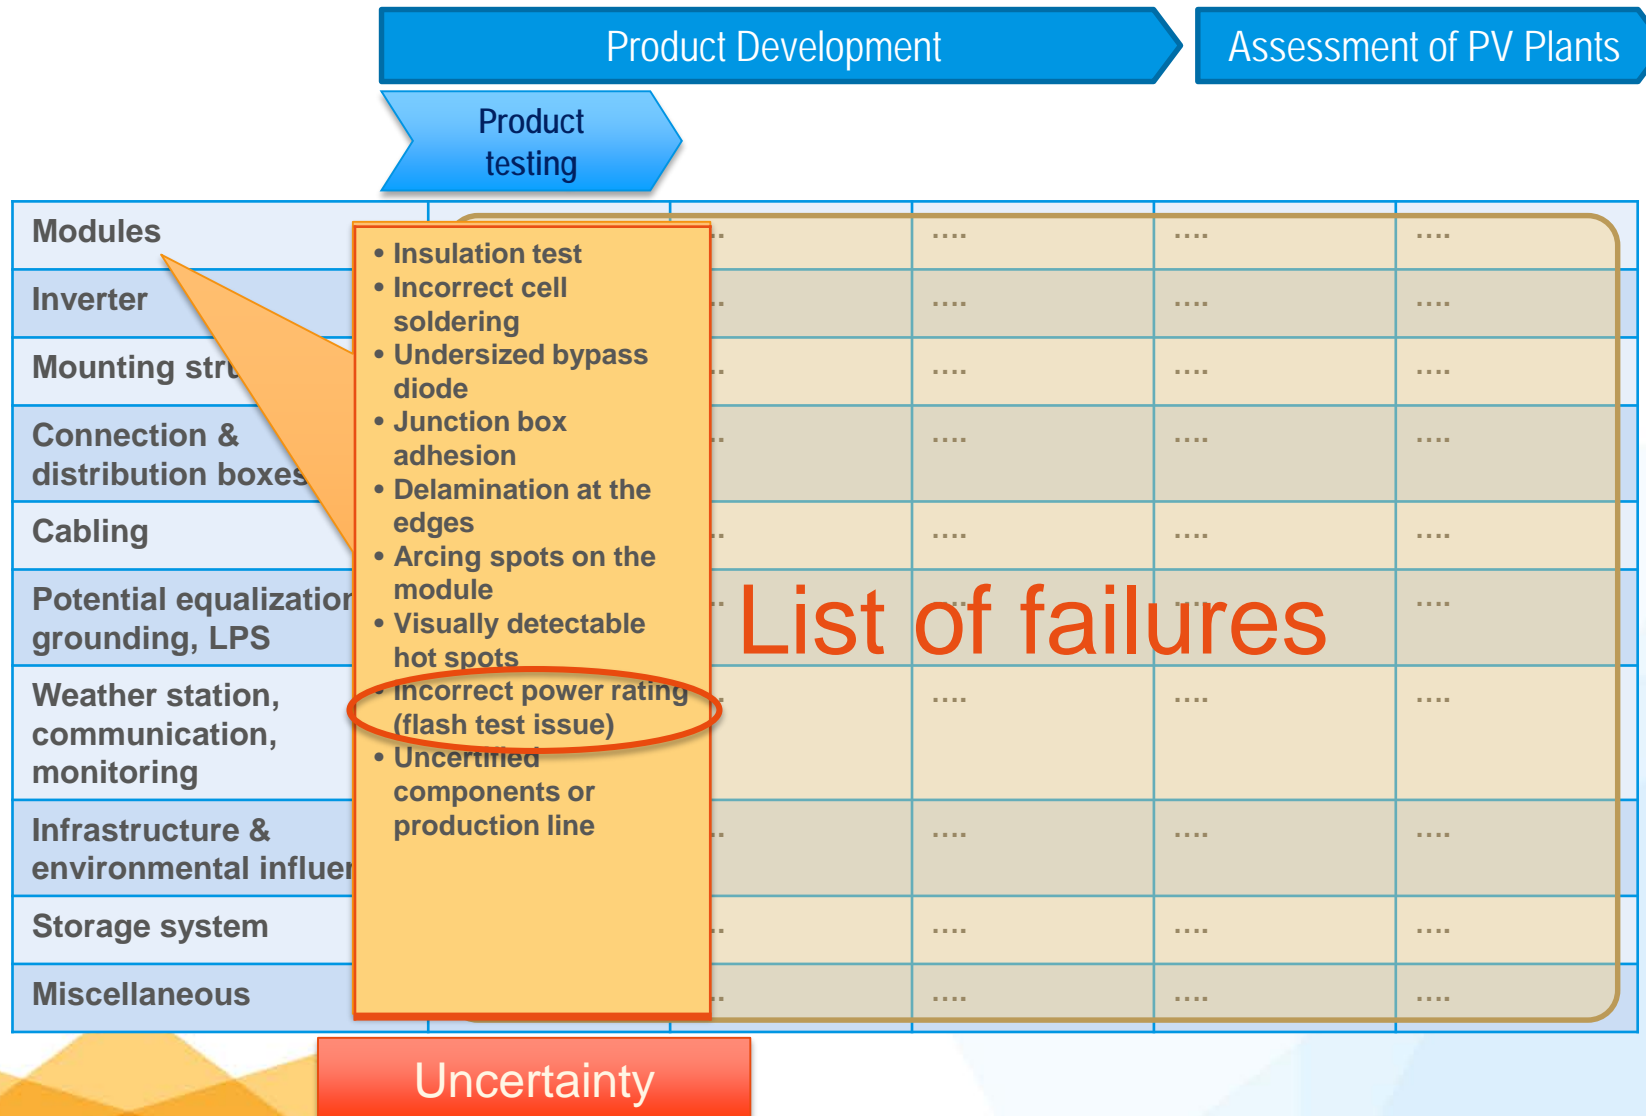 Product Development
Assessment of PV Plants
Product
testing
Modules
.. .... .... ....
Inverter
.. .... .... ....
Mounting stru
.. .... .... ....
Connection &
distribution boxes
.. .... .... ....
Cabling
.. .... .... ....
Potential equalization
grounding, LPS
.. .... .... ....
Weather station,
communication,
monitoring
.. .... .... ....
Infrastructure &
environmental influen
.. .... .... ....
Storage system
.. .... .... ....
Miscellaneous
.. .... .... ....
• Insulation test
• Incorrect cell
soldering
• Undersized bypass
diode
• Junction box
adhesion
• Delamination at the
edges
• Arcing spots on the
module
• Visually detectable
hot spots
• Incorrect power rating
(flash test issue)
• Uncertified
components or
production line
List of failures
Uncertainty